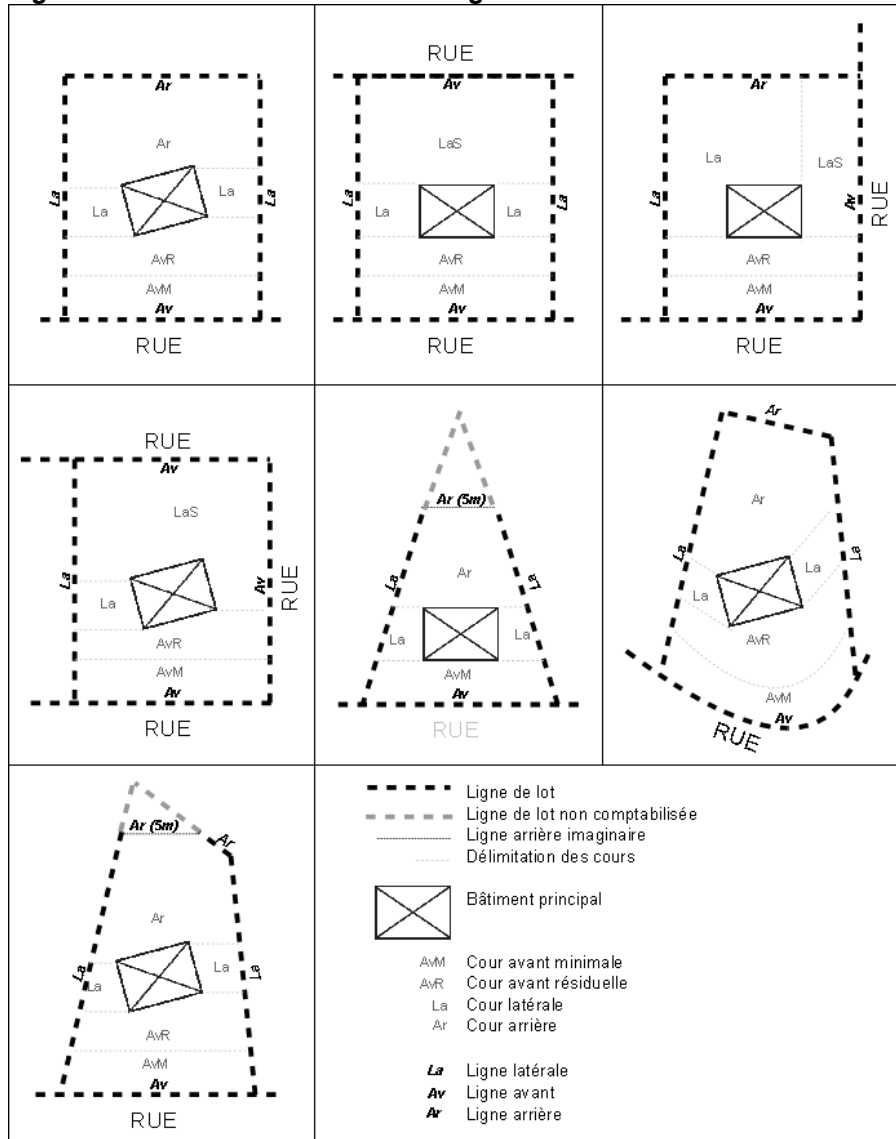 Ar
Ar
La
La
La
La
AvR
AvM
Av
RUE
RUE
Av
LaS
La
La
La
La
AvR
AvM
Av
RUE
Ar
La
LaS
La
Av
RUE
AvR
AvM
Av
RUE
RUE
Av
LaS
La
Av
RUE
La
AvR
AvM
Av
RUE
Ar (5m)
Ar
La
La
La
La
AvM
Av
RUE
Ar
Ar
La
La
La
La
AvR
AvM
Av
RUE
Ar (5m)
Ar
Ar
La
La
La
La
AvR
AvM
Av
RUE
Ligne de lot
Ligne de lot non comptabilisée
Ligne arrière imaginaire
Délimitation des cours
Bâtiment principal
AvM Cour avant minimale
AvR Cour avant résiduelle
La Cour latérale
Ar Cour arrière
La Ligne latérale
Av Ligne avant
Ar Ligne arrière